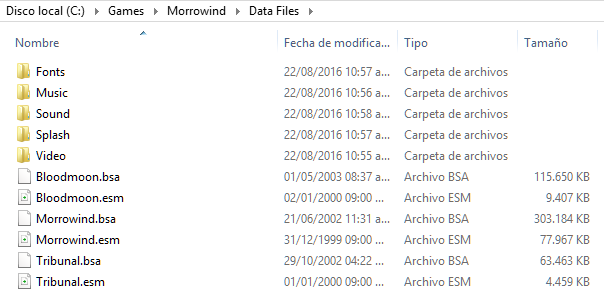 Disco local (C:) Games Morrowind Data Files
Nombre Fecha de modifica... Tipo Tamaño
Fonts 22/08/2016 10:57 a... Carpeta de archivos
Music 22/08/2016 10:56 a... Carpeta de archivos
Sound 22/08/2016 10:58 a... Carpeta de archivos
Splash 22/08/2016 10:57 a... Carpeta de archivos
Video 22/08/2016 10:55 a... Carpeta de archivos
Bloodmoon.bsa 01/05/2003 08:37 a... Archivo BSA 115.650 KB
Bloodmoon.esm 02/01/2000 09:00 ... Archivo ESM 9.407 KB
Morrowind.bsa 21/06/2002 11:31 a... Archivo BSA 303.184 KB
Morrowind.esm 31/12/1999 09:00 ... Archivo ESM 77.967 KB
Tribunal.bsa 29/10/2002 04:22 ... Archivo BSA 63.463 KB
Tribunal.esm 01/01/2000 09:00 ... Archivo ESM 4.459 KB